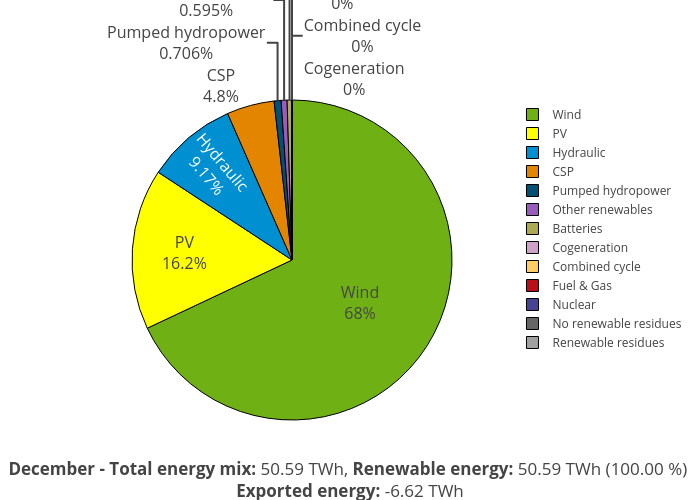 0.595%
0%
Pumped hydropower
0.706%
Combined cycle
0%
CSP
4.8%
Cogeneration
0%
Hydraulic
9.17%
PV
16.2%
Wind
68%
Wind
PV
Hydraulic
CSP
Pumped hydropower
Other renewables
Batteries
Cogeneration
Combined cycle
Fuel & Gas
Nuclear
No renewable residues
Renewable residues
December - Total energy mix: 50.59 TWh, Renewable energy: 50.59 TWh (100.00 %)
Exported energy: -6.62 TWh